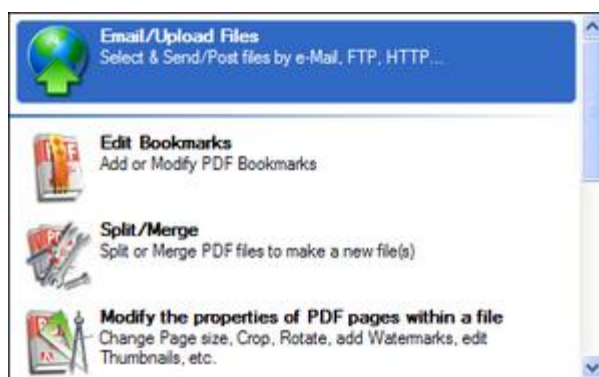 Email/Upload Files
Select & Send/Post files by e-Mail, FTP, HTTP...
Edit Bookmarks
Add or Modify PDF Bookmarks
Split/Merge
Split or Merge PDF files to make a new file(s)
Modify the properties of PDF pages within a file
Change Page size, Crop, Rotate, add Watermarks, edit
Thumbnails, etc.